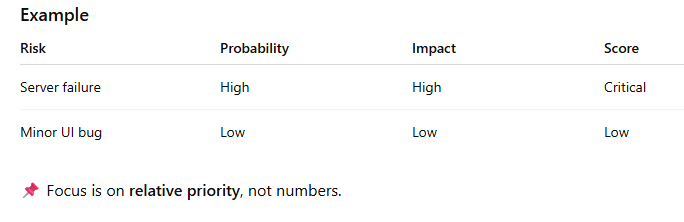 Example
Risk Probability Impact Score
Server failure High High Critical
Minor UI bug Low Low Low
📌 Focus is on relative priority, not numbers.